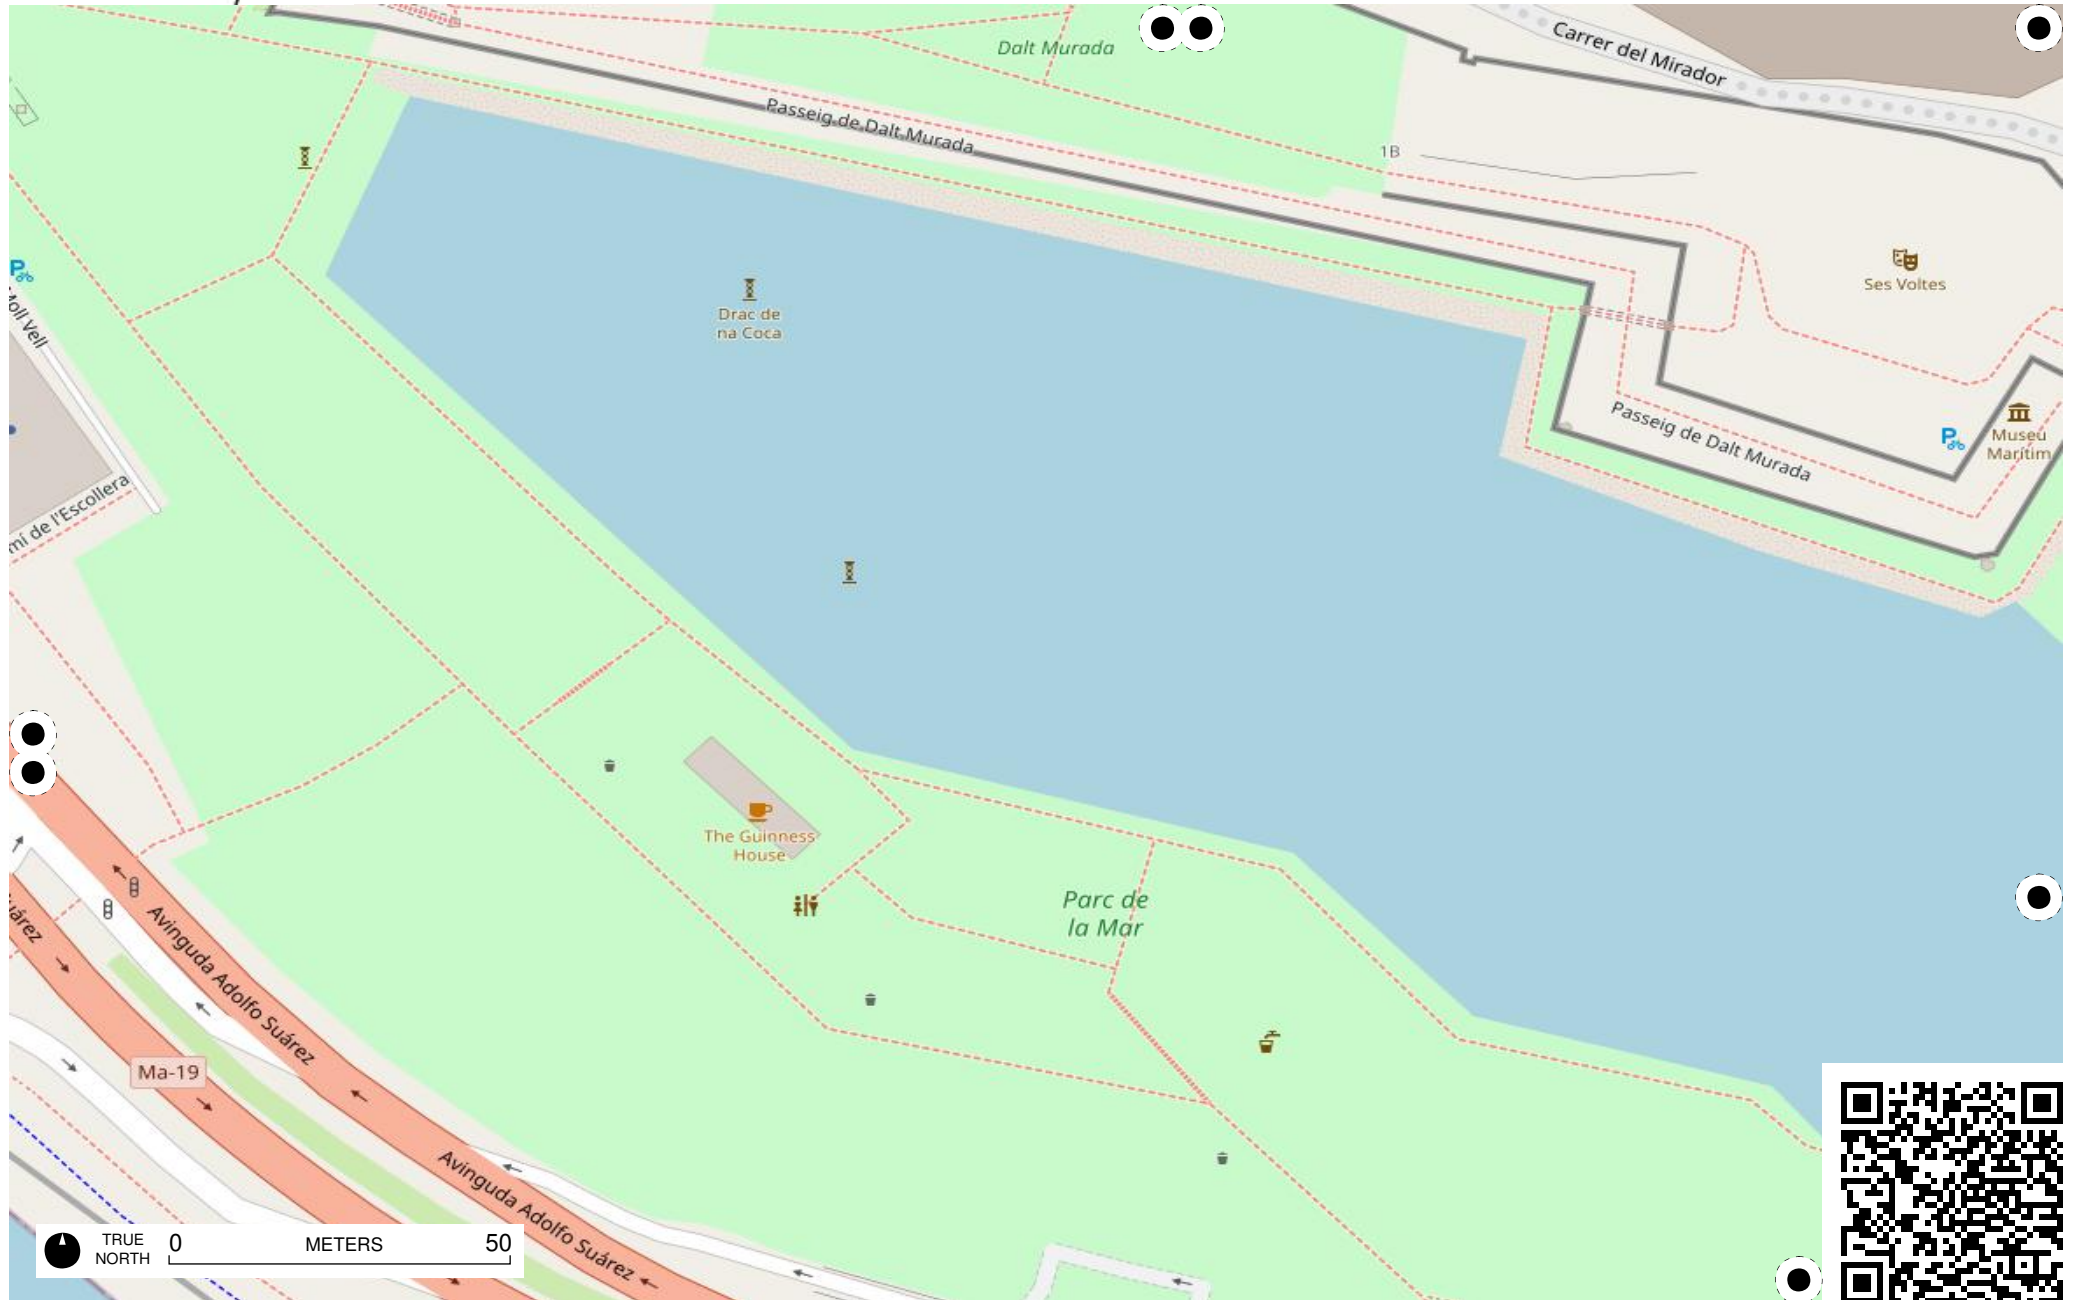 Dalt Murada
Carrer del Mirador
Passeig de Dalt Murada
1B
Ses Voltes
Drac de
na Coca
Moll Vell
Passeig de Dalt Murada
Museu
Marítim
mí de l'Escollera
The Guinness
House
Parc de
la Mar
uárez
Avinguda Adolfo Suárez
Ma-19
Avinguda Adolfo Suárez
TRUE
NORTH
0 METERS 50